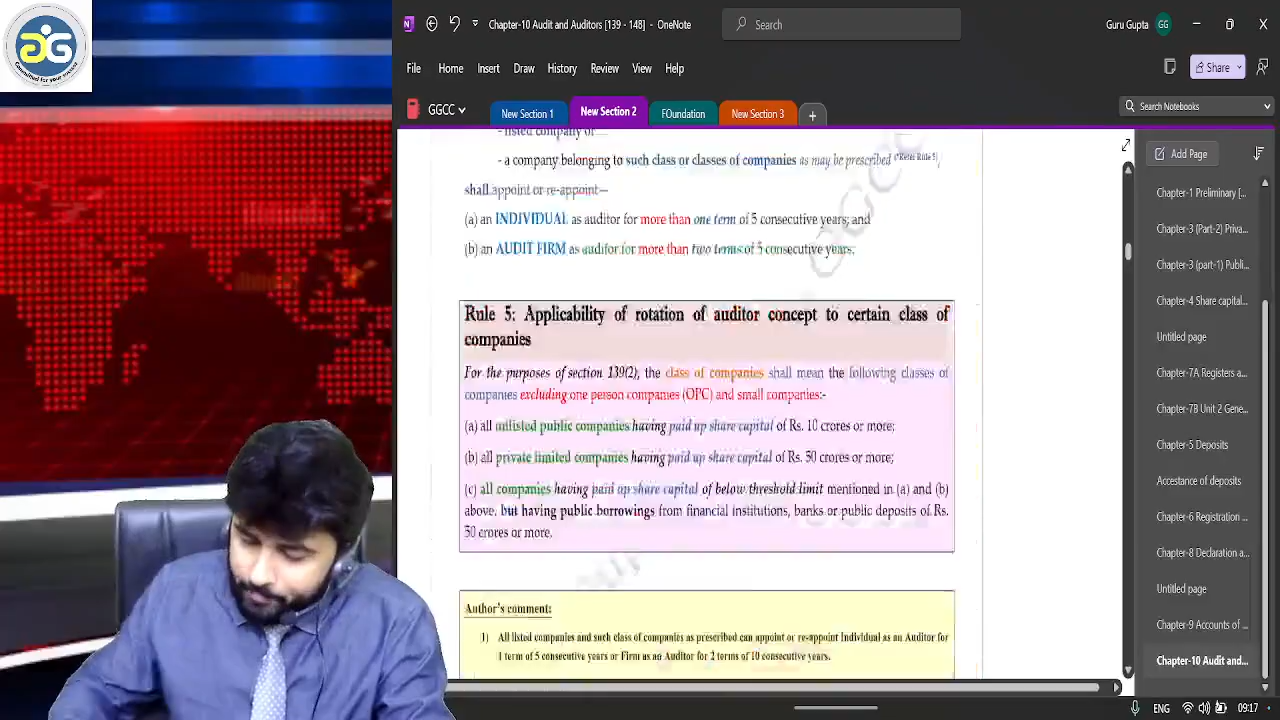 Committed for your success
Chapter-10 Audit and Auditors [139 - 148] - OneNote
Search
Guru Gupta
GG
File
Home
Insert
Draw
History
Review
View
Help
Share
GGCC
New Section 1
New Section 2
FOundation
New Section 3
+
Search Notebooks
- listed company or
- a company belonging to such class or classes of companies as may be prescribed (*Refer Rule 5),
shall appoint or re-appoint—
(a) an INDIVIDUAL as auditor for more than one term of 5 consecutive years; and
(b) an AUDIT FIRM as auditor for more than two terms of 5 consecutive years;
Rule 5: Applicability of rotation of auditor concept to certain class of
companies
For the purposes of section 139(2), the class of companies shall mean the following classes of
companies excluding one person companies (OPC) and small companies:-
(a) all unlisted public companies having paid up share capital of Rs. 10 crores or more;
(b) all private limited companies having paid up share capital of Rs. 50 crores or more;
(c) all companies having paid up share capital of below threshold limit mentioned in (a) and (b)
above, but having public borrowings from financial institutions, banks or public deposits of Rs.
50 crores or more.
Author's comment:
1) All listed companies and such class of companies as prescribed can appoint or re-appoint Individual as an Auditor for
1 term of 5 consecutive years or Firm as an Auditor for 2 terms of 10 consecutive years.
Add Page
Chapter-1 Preliminary [...
Chapter-2 Part-2 Priva...
Chapter-3 (part-1) Publi...
Chapter-4 Share capital...
Untitled page
Chapter-6 registration ...
Chapter-3 Unit 2 Gene...
Chapter-5 Deposits
Chapter-6 Registration ...
Chapter-8 Declaration a...
Untitled page
Chapter-9 Accounts of ...
Chapter-10 Audit and...
ENG
09:17